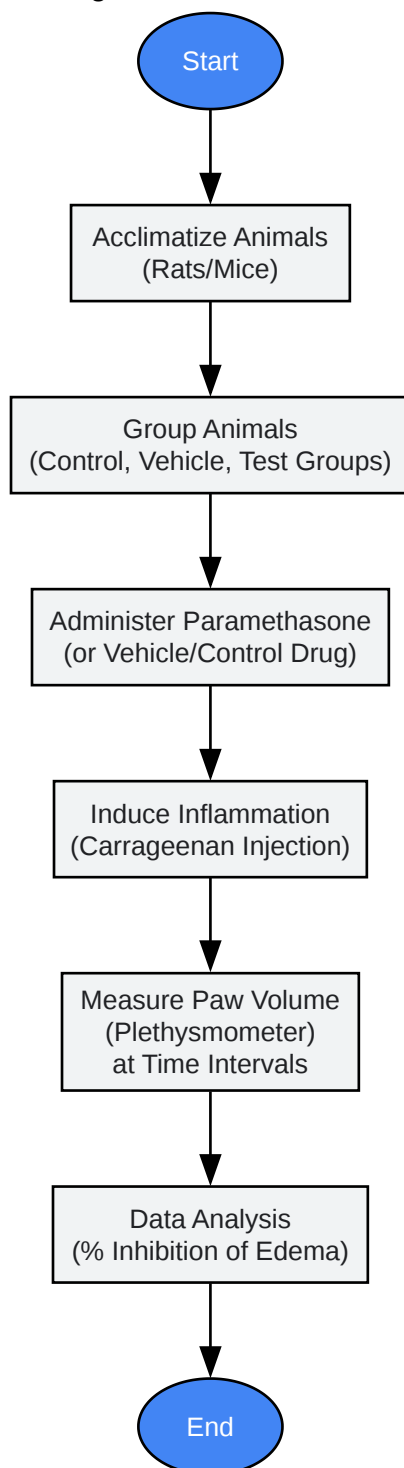 Start
Acclimatize Animals
(Rats/Mice)
Group Animals
(Control, Vehicle, Test Groups)
Administer Paramethasone
(or Vehicle/Control Drug)
Induce Inflammation
(Carrageenan Injection)
Measure Paw Volume
(Plethysmometer)
at Time Intervals
Data Analysis
(% Inhibition of Edema)
End